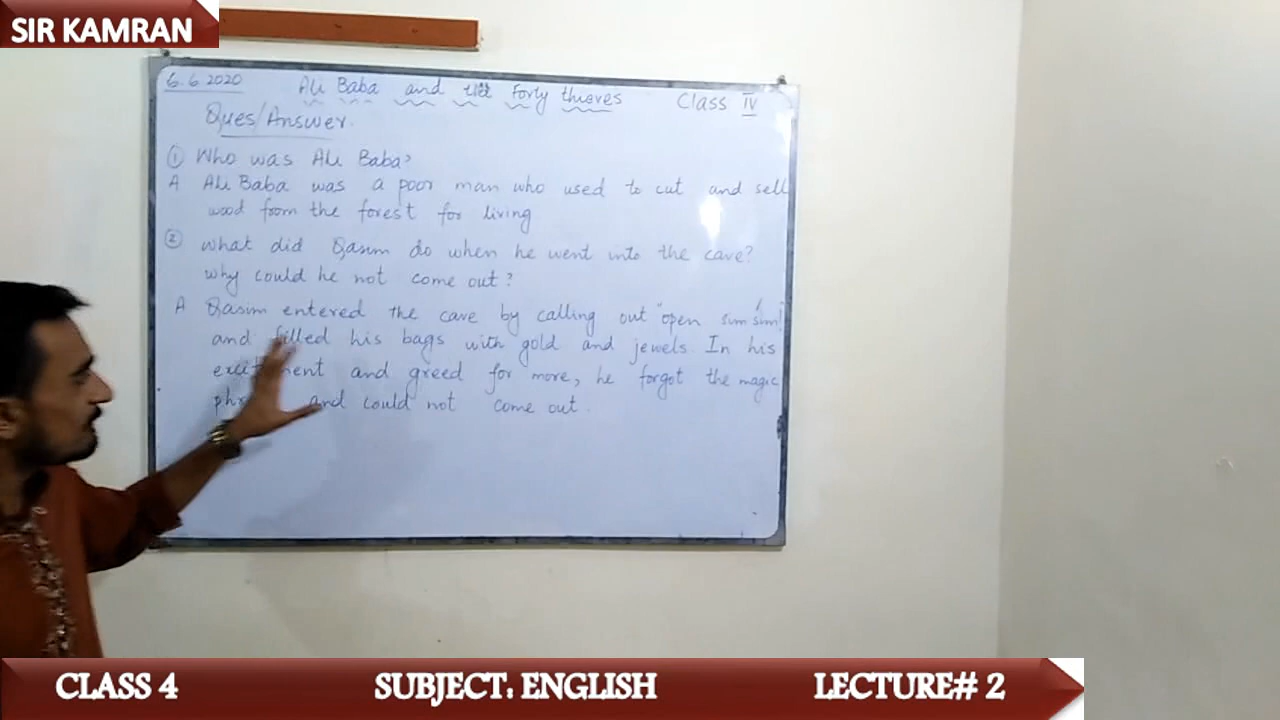 SIR KAMRAN
6.6.2020 Ali Baba and the Forty thieves Class IV
Ques/Answer.
① Who was Ali Baba?
A Ali Baba was a poor man who used to cut and sell
wood from the forest for living
② What did Qasim do when he went into the cave?
why could he not come out?
A Qasim entered the cave by calling out "open sim sim!
and filled his bags with gold and jewels. In his
and greed for more, he forgot the magic
and could not come out.
CLASS 4 SUBJECT: ENGLISH LECTURE# 2